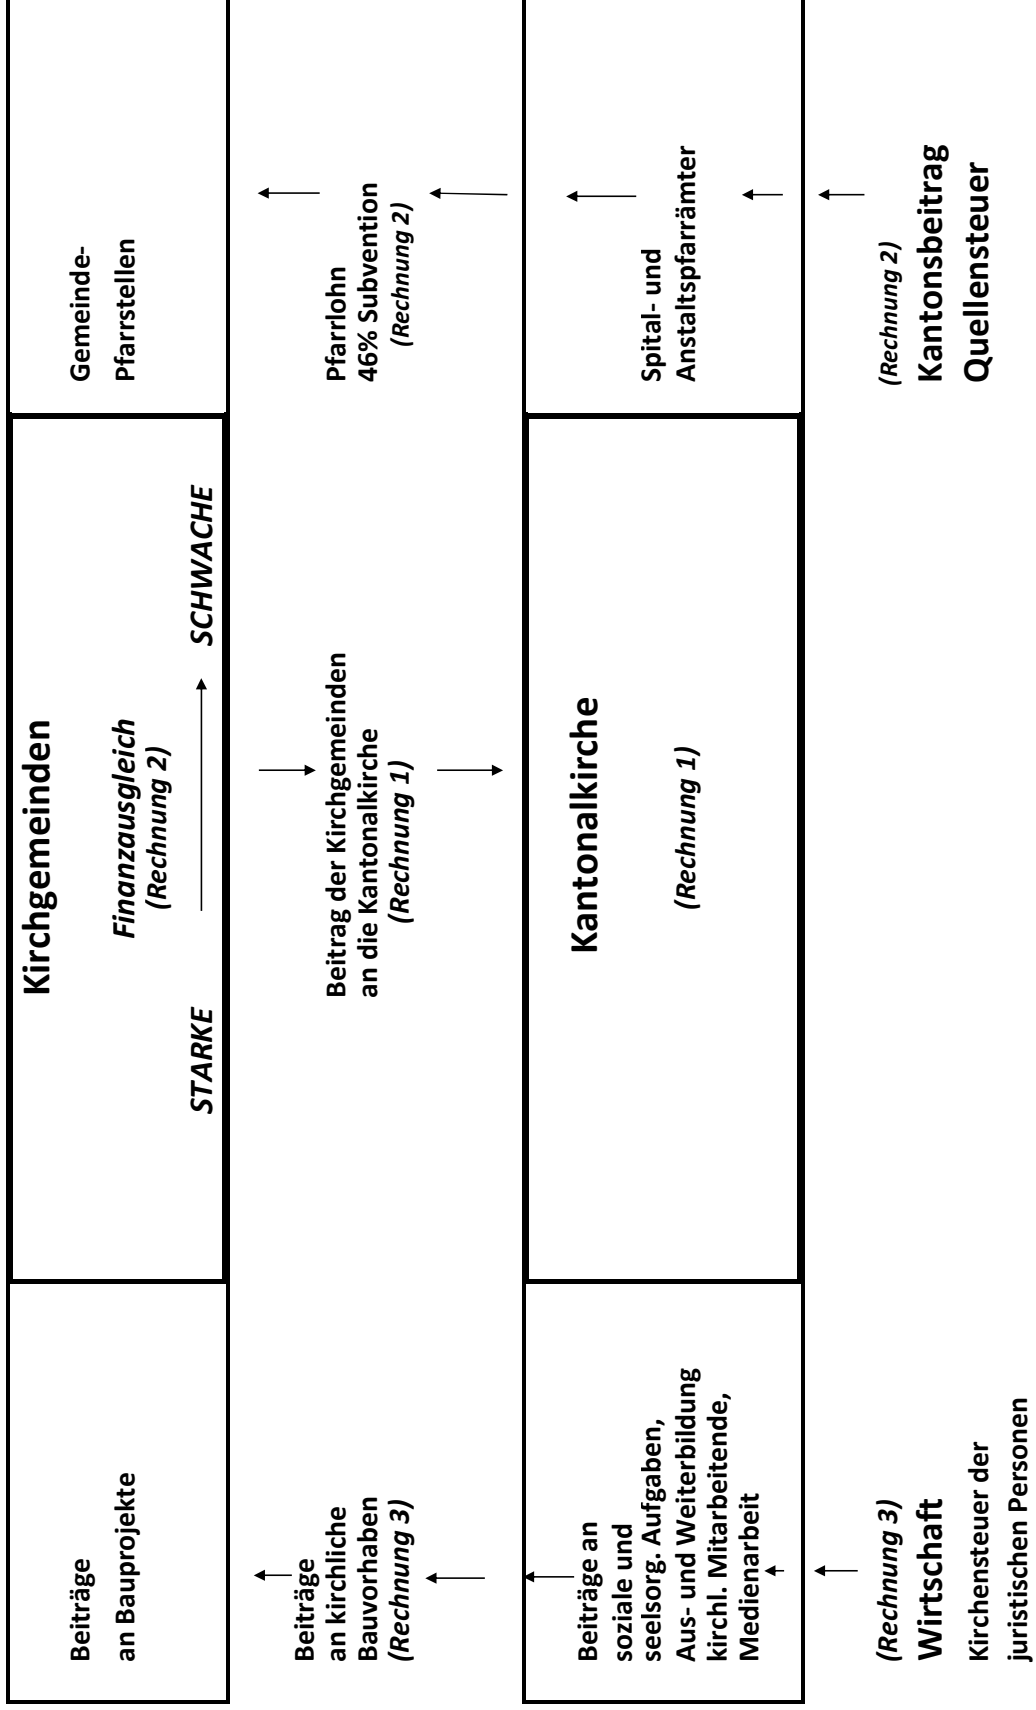 Kirchgemeinden
Beiträge
an Bauprojekte
Finanzausgleich
(Rechnung 2)
STARKE
SCHWACHE
Gemeinde-
Pfarrstellen
Beiträge
an kirchliche
Bauvorhaben
(Rechnung 3)
Beitrag der Kirchgemeinden
an die Kantonalkirche
(Rechnung 1)
Pfarrlohn
46% Subvention
(Rechnung 2)
Beiträge an
soziale und
seelsorg. Aufgaben,
Aus- und Weiterbildung
kirchl. Mitarbeitende,
Medienarbeit
Kantonalkirche
(Rechnung 1)
Spital- und
Anstaltspfarrämter
(Rechnung 3)
Wirtschaft
Kirchensteuer der
juristischen Personen
(Rechnung 2)
Kantonsbeitrag
Quellensteuer